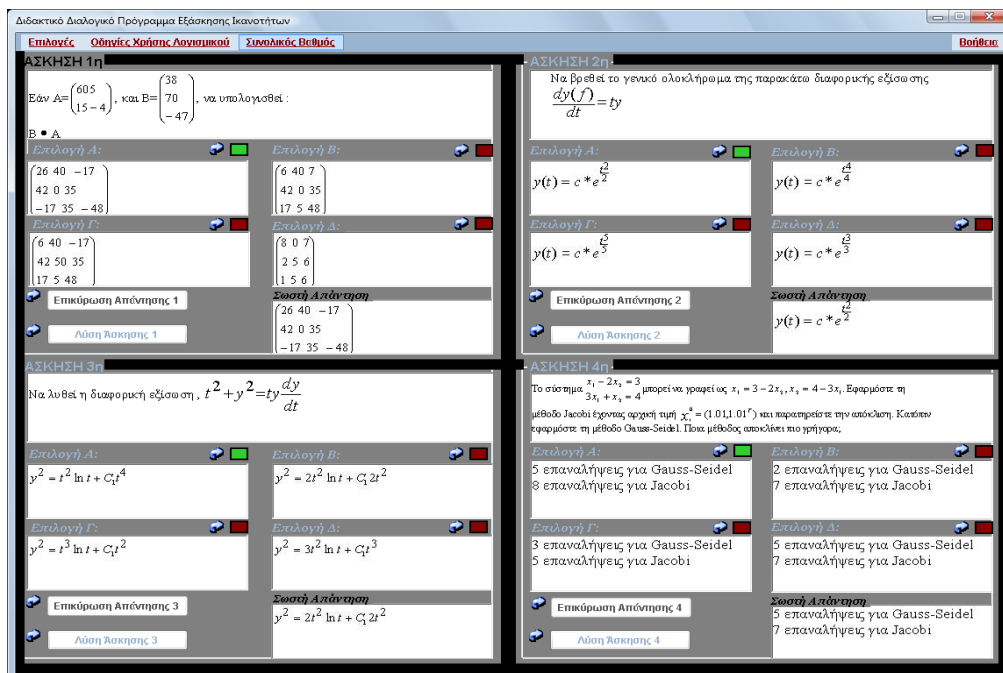 Διδακτικό Διαλογικό Πρόγραμμα Εξάσκησης Ικανοτήτων
Επιλογές Οδηγίες Χρήσης Λογισμικού Συνολικός Βαθμός Βοήθεια
ΑΣΚΗΣΗ 1η
Εάν Α=(605
15 – 4), και Β=(38
70
– 47), να υπολογισθεί :
Β • Α
Επιλογή Α:
26 40 –17
42 0 35
–17 35 –48
Επιλογή Β:
6 40 7
42 0 35
17 5 48
Επιλογή Γ:
6 40 –17
42 50 35
17 5 48
Επιλογή Δ:
8 0 7
2 5 6
1 5 6
Επικύρωση Απάντησης 1
Λύση Άσκησης 1
Σωστή Απάντηση
26 40 –17
42 0 35
–17 35 –48
ΑΣΚΗΣΗ 2η
Να βρεθεί το γενικό ολοκλήρωμα της παρακάτω διαφορικής εξίσωσης
dy(f)/dt = ty
Επιλογή Α:
y(t) = c * e^(t2/2)
Επιλογή Β:
y(t) = c * e^(t4/4)
Επιλογή Γ:
y(t) = c * e^(t5/5)
Επιλογή Δ:
y(t) = c * e^(t3/3)
Επικύρωση Απάντησης 2
Λύση Άσκησης 2
Σωστή Απάντηση
y(t) = c * e^(t2/2)
ΑΣΚΗΣΗ 3η
Να λυθεί η διαφορική εξίσωση , t² + y² = ty dy/dt
Επιλογή Α:
y² = t² ln t + C₁t⁴
Επιλογή Β:
y² = 2t² ln t + C₁2t²
Επιλογή Γ:
y² = t³ ln t + C₁t²
Επιλογή Δ:
y² = 3t² ln t + C₁t³
Επικύρωση Απάντησης 3
Λύση Άσκησης 3
Σωστή Απάντηση
y² = 2t² ln t + C₁2t²
ΑΣΚΗΣΗ 4η
Το σύστημα x₁ – 2x₂ = 3
3x₁ + x₂ = 4 μπορεί να γραφεί ως x₁ = 3 – 2x₂, x₂ = 4 – 3x₁. Εφαρμόστε τη
μέθοδο Jacobi έχοντας αρχική τιμή = (1.01,1.01) και παρατηρείστε την απόκλιση. Κατόπιν
εφαρμόστε τη μέθοδο Gauss-Seidel. Ποια μέθοδος αποκλίνει πιο γρήγορα;
Επιλογή Α:
5 επαναλήψεις για Gauss-Seidel
8 επαναλήψεις για Jacobi
Επιλογή Β:
2 επαναλήψεις για Gauss-Seidel
7 επαναλήψεις για Jacobi
Επιλογή Γ:
3 επαναλήψεις για Gauss-Seidel
5 επαναλήψεις για Jacobi
Επιλογή Δ:
5 επαναλήψεις για Gauss-Seidel
7 επαναλήψεις για Jacobi
Επικύρωση Απάντησης 4
Λύση Άσκησης 4
Σωστή Απάντηση
5 επαναλήψεις για Gauss-Seidel
7 επαναλήψεις για Jacobi